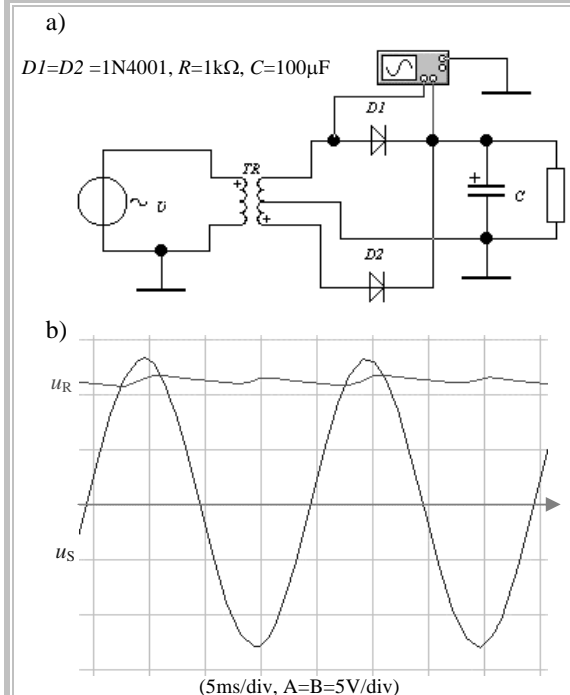 a)
D1=D2 =1N4001, R=1kΩ, C=100µF
D1
TR
+
U
+
+
C
D2
b)
uR
uS
(5ms/div, A=B=5V/div)